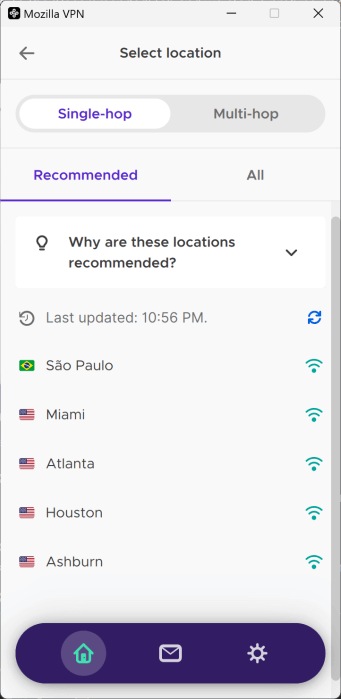 Mozilla VPN
Select location
Single-hop
Multi-hop
Recommended
All
Why are these locations
recommended?
Last updated: 10:56 PM.
São Paulo
Miami
Atlanta
Houston
Ashburn